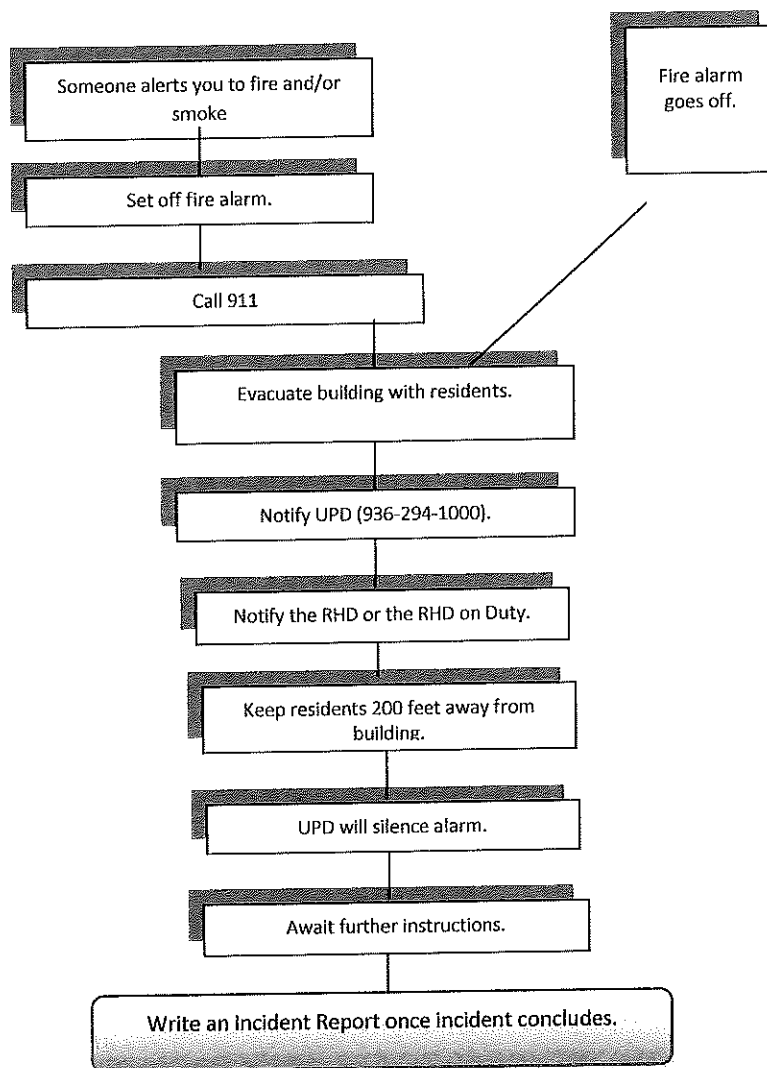 Someone alerts you to fire and/or
smoke
Fire alarm
goes off.
Set off fire alarm.
Call 911
Evacuate building with residents.
Notify UPD (936-294-1000).
Notify the RHD or the RHD on Duty.
Keep residents 200 feet away from
building.
UPD will silence alarm.
Await further instructions.
Write an Incident Report once incident concludes.